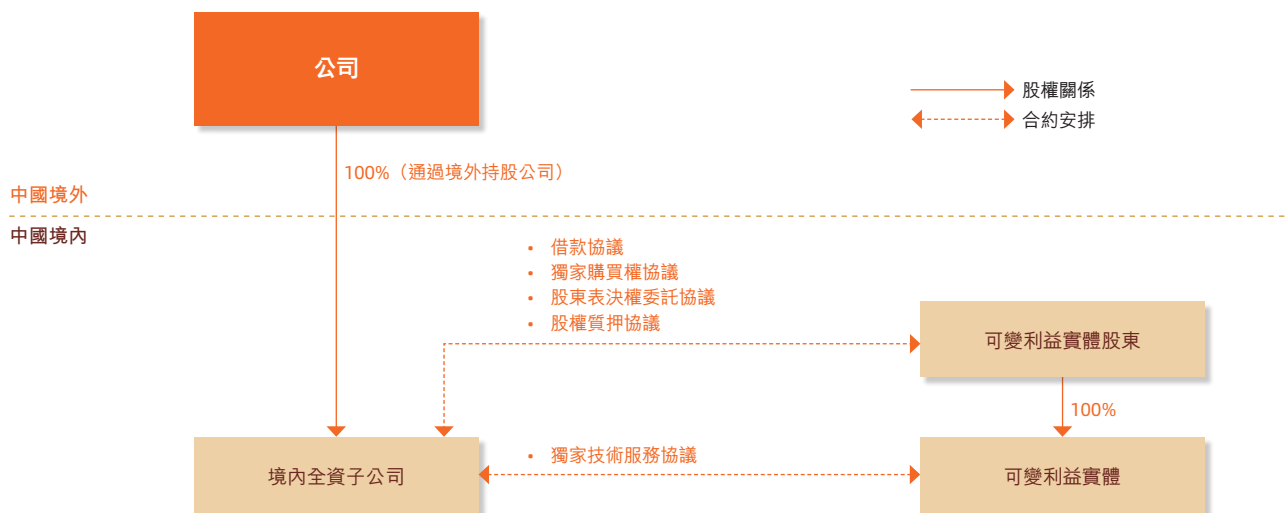 公司
股權關係
合約安排
100%（通過境外持股公司）
中國境外
中國境內
• 借款協議
• 獨家購買權協議
• 股東表決權委託協議
• 股權質押協議
可變利益實體股東
100%
境內全資子公司
• 獨家技術服務協議
可變利益實體